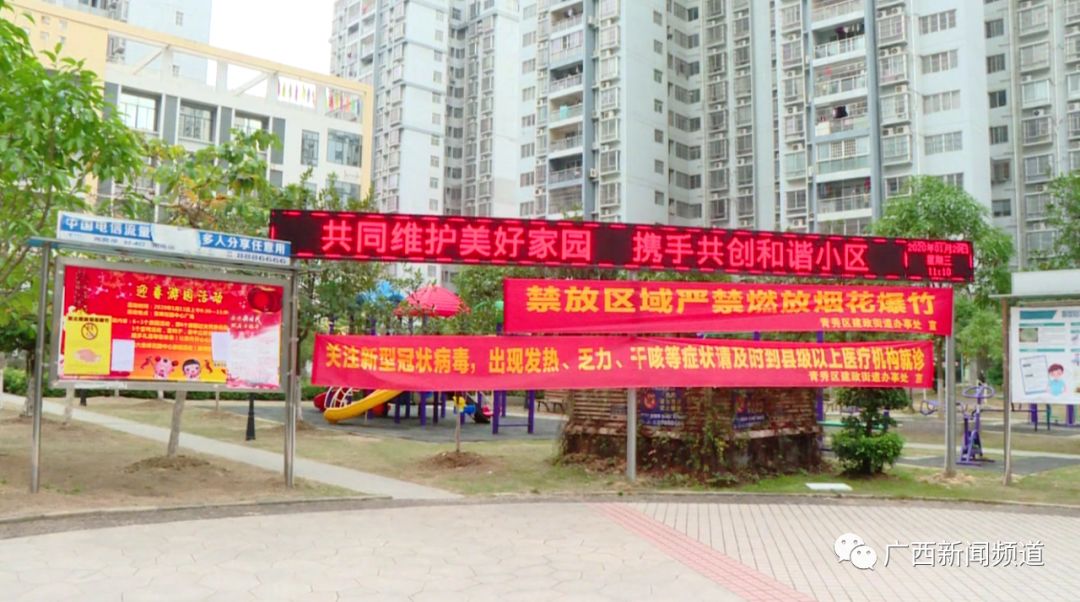 共同维护美好家园 携手共创和谐小区
2020年01月29日
星期三
11:10
中国电信流量
多人分享任意用
8886666
迎春游园活动
禁放区域严禁燃放烟花爆竹
青秀区建政街道办事处 宣
关注新型冠状病毒，出现发热、乏力、干咳等症状请及时到县级以上医疗机构就诊
青秀区建政街道办事处 宣
广西新闻频道